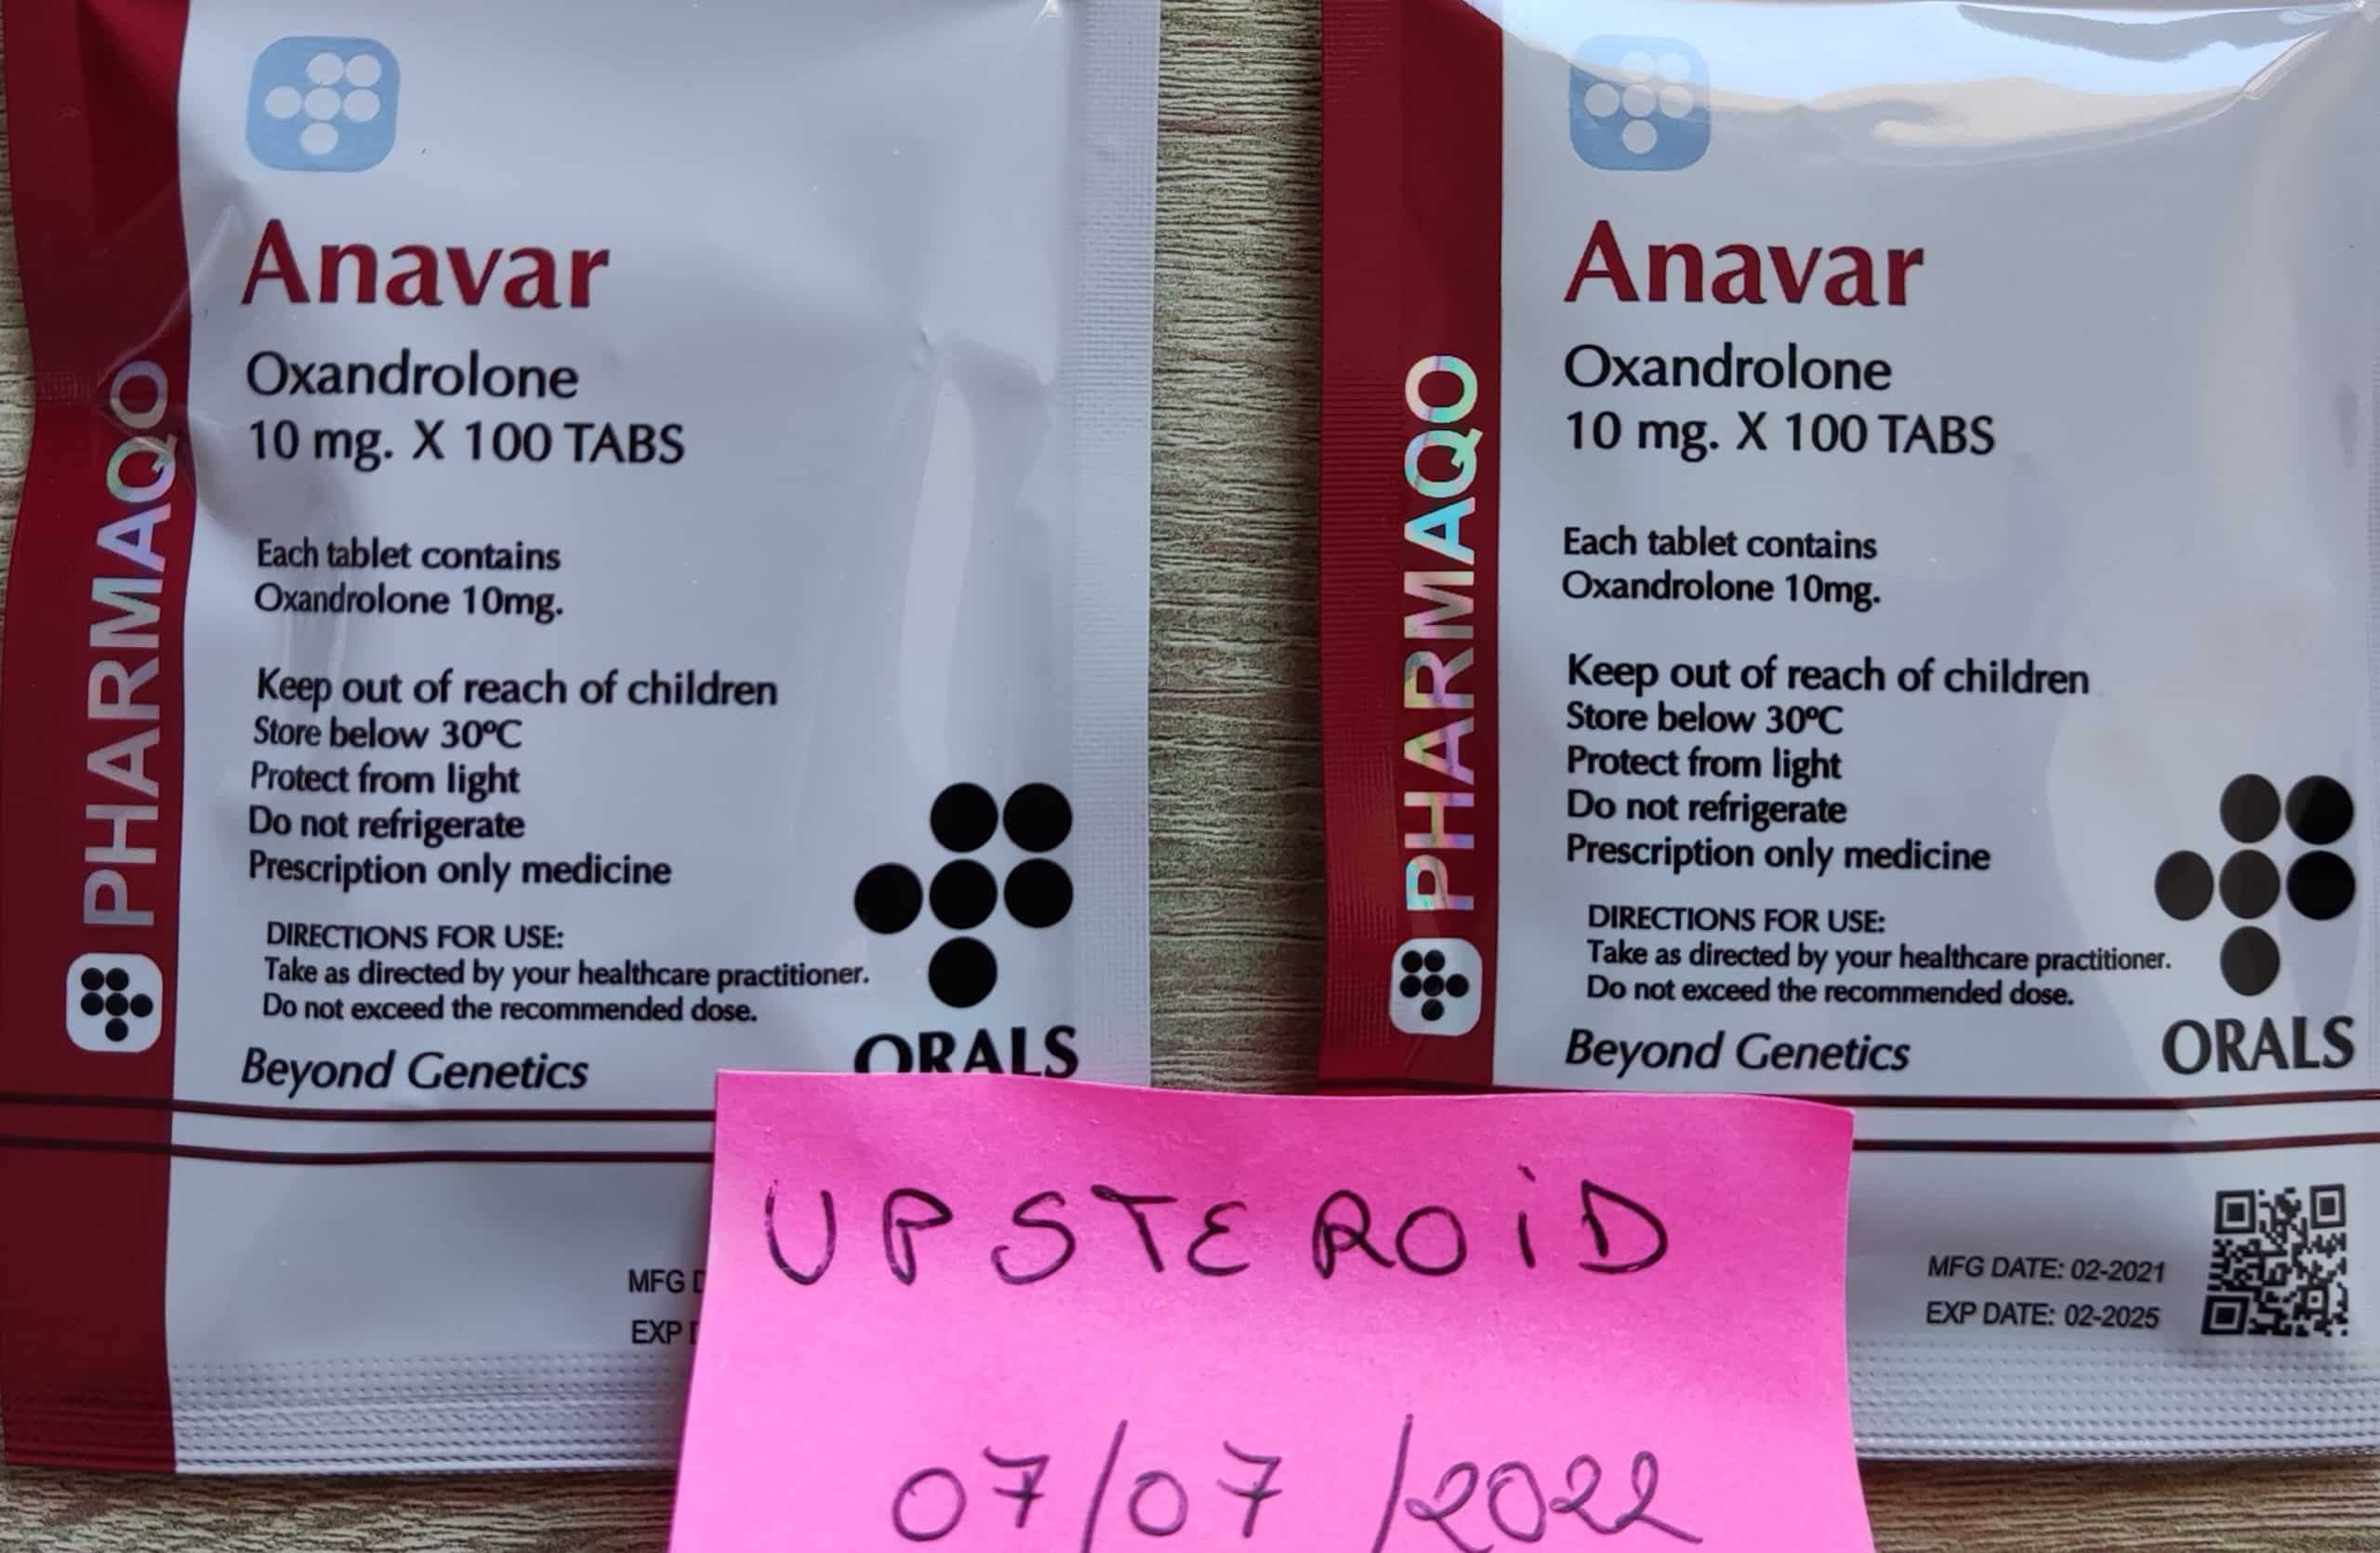 PHARMAQO
Anavar
Oxandrolone
10 mg. X 100 TABS
Each tablet contains
Oxandrolone 10mg.
Keep out of reach of children
Store below 30ºC
Protect from light
Do not refrigerate
Prescription only medicine
DIRECTIONS FOR USE:
Take as directed by your healthcare practitioner.
Do not exceed the recommended dose.
Beyond Genetics
ORALS
MFG
EXP
PHARMAQO
Anavar
Oxandrolone
10 mg. X 100 TABS
Each tablet contains
Oxandrolone 10mg.
Keep out of reach of children
Store below 30ºC
Protect from light
Do not refrigerate
Prescription only medicine
DIRECTIONS FOR USE:
Take as directed by your healthcare practitioner.
Do not exceed the recommended dose.
Beyond Genetics
ORALS
MFG DATE: 02-2021
EXP DATE: 02-2025
UPSTEROiD
07/07/2022